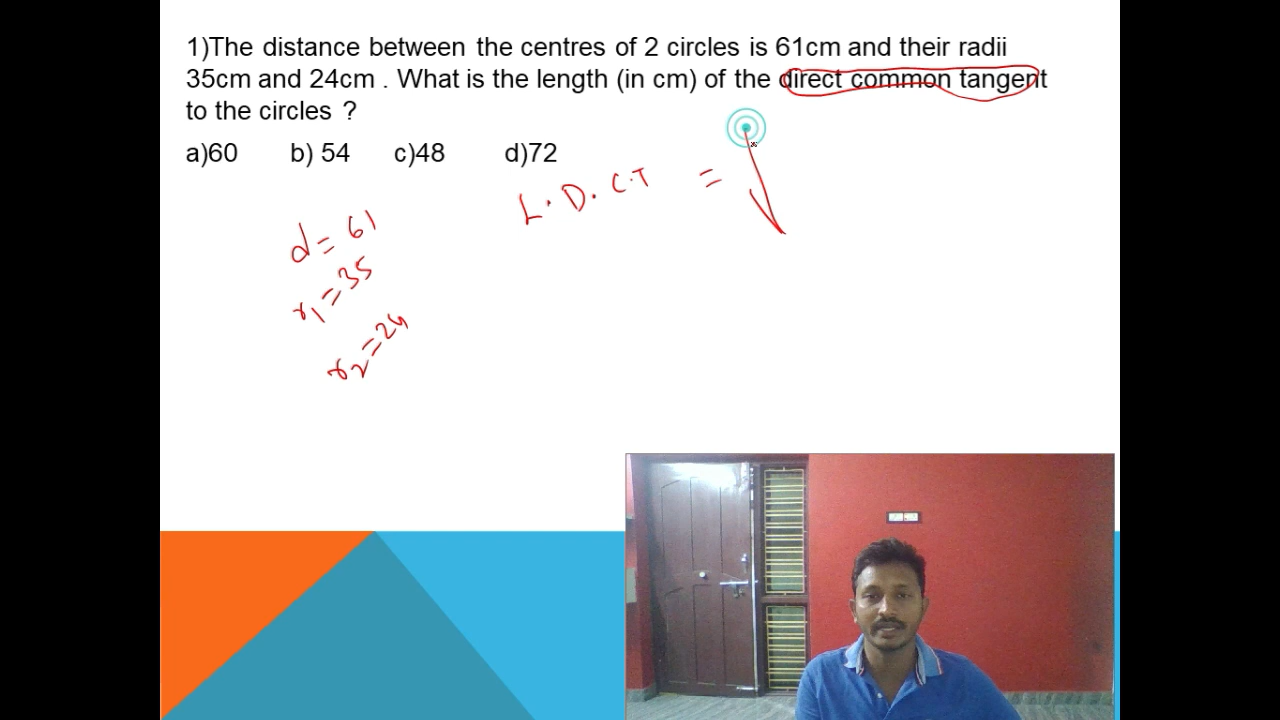 1)The distance between the centres of 2 circles is 61cm and their radii
35cm and 24cm . What is the length (in cm) of the direct common tangent
to the circles ?
a)60 b) 54 c)48 d)72
L. D. C.T = √
d = 61
r1 = 35
r2 = 24